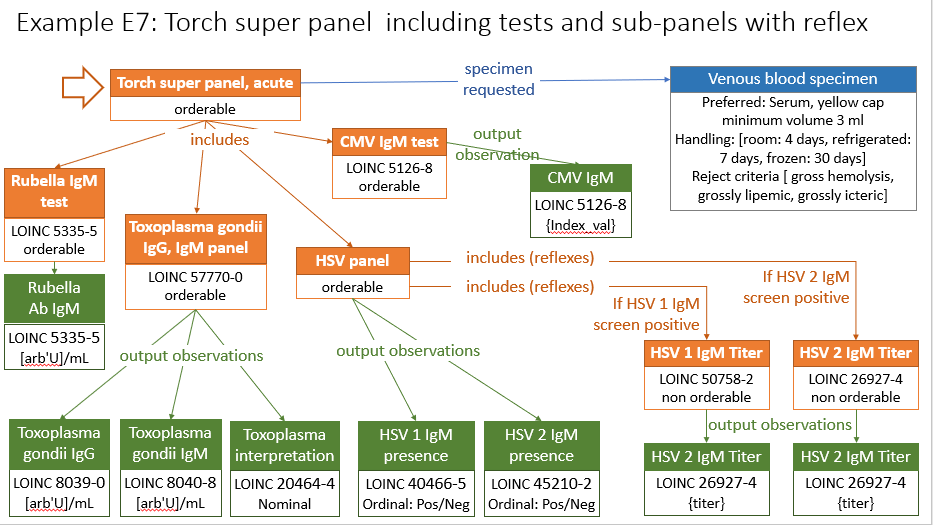 Example E7: Torch super panel  including tests and sub-panels with reflex
Torch super panel, acute
orderable
specimen
requested
Venous blood specimen
Preferred: Serum, yellow cap
minimum volume 3 ml
Handling: [room: 4 days, refrigerated:
7 days, frozen: 30 days]
Reject criteria [ gross hemolysis,
grossly lipemic, grossly icteric]
includes
CMV IgM test
LOINC 5126-8
orderable
output
observation
CMV IgM
LOINC 5126-8
{Index_val}
Rubella IgM
test
LOINC 5335-5
orderable
Rubella
Ab IgM
LOINC 5335-5
[arb'U]/mL
Toxoplasma gondii
IgG, IgM panel
LOINC 57770-0
orderable
HSV panel
orderable
includes (reflexes)
includes (reflexes)
If HSV 1 IgM
screen positive
If HSV 2 IgM
screen positive
HSV 1 IgM Titer
LOINC 50758-2
non orderable
HSV 2 IgM Titer
LOINC 26927-4
non orderable
output observations
output observations
output observations
Toxoplasma
gondii IgG
LOINC 8039-0
[arb'U]/mL
Toxoplasma
gondii IgM
LOINC 8040-8
[arb'U]/mL
Toxoplasma
interpretation
LOINC 20464-4
Nominal
HSV 1 IgM
presence
LOINC 40466-5
Ordinal: Pos/Neg
HSV 2 IgM
presence
LOINC 45210-2
Ordinal: Pos/Neg
HSV 2 IgM Titer
LOINC 26927-4
{titer}
HSV 2 IgM Titer
LOINC 26927-4
{titer}